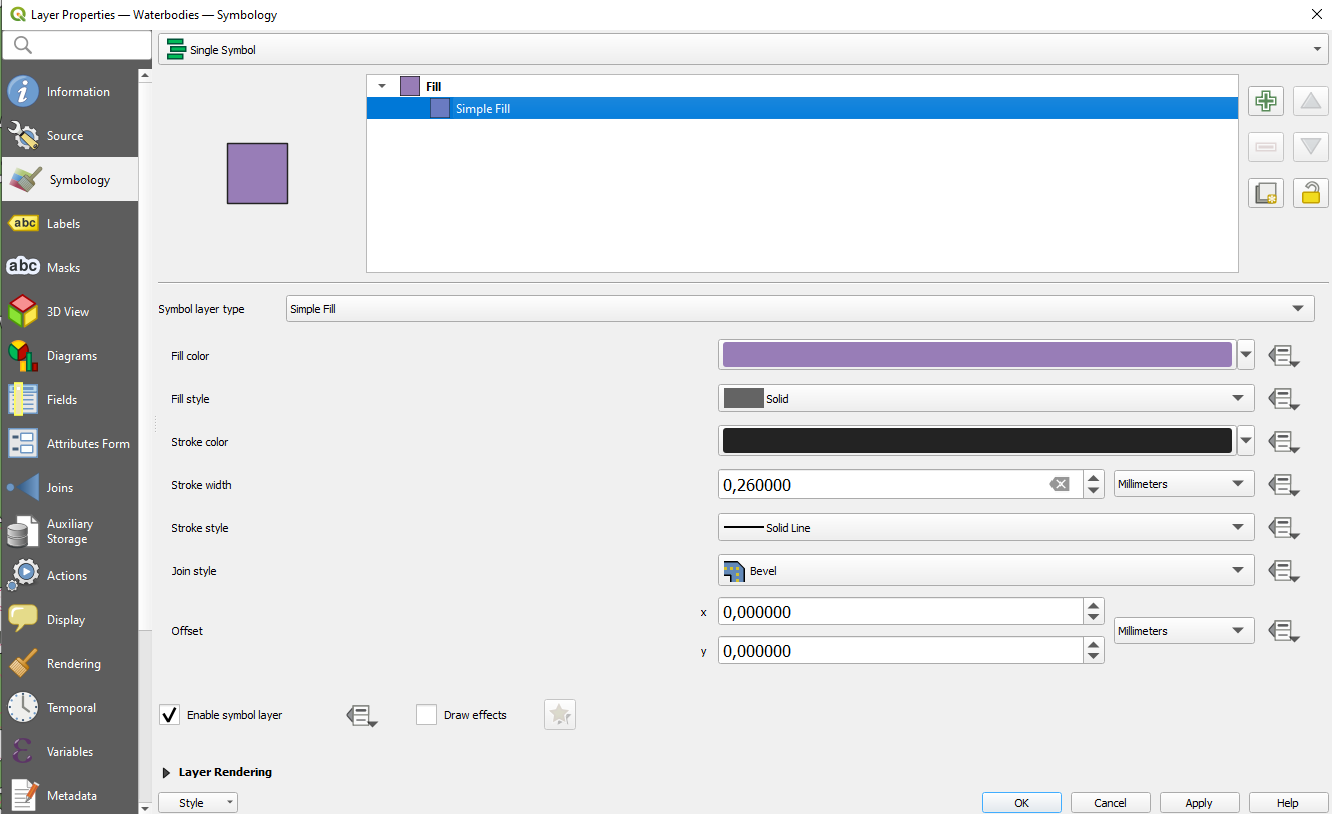 Layer Properties — Waterbodies — Symbology
Single Symbol
Information
Source
Symbology
abc Labels
abc Masks
3D View
Diagrams
Fields
Attributes Form
Joins
Auxiliary
Storage
Actions
Display
Rendering
Temporal
Variables
Metadata
Fill
Simple Fill
Symbol layer type
Simple Fill
Fill color
Fill style
Solid
Stroke color
Stroke width
0,260000
Millimeters
Stroke style
Solid Line
Join style
Bevel
Offset
x
0,000000
y
0,000000
Millimeters
Enable symbol layer
Draw effects
Layer Rendering
Style
OK
Cancel
Apply
Help